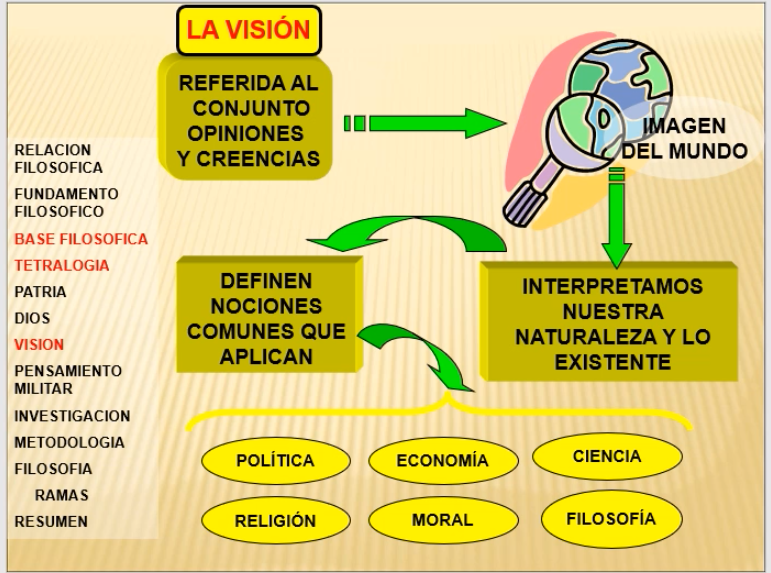 LA VISIÓN
REFERIDA AL
CONJUNTO
OPINIONES
Y CREENCIAS
IMAGEN
DEL MUNDO
RELACION
FILOSOFICA
FUNDAMENTO
FILOSOFICO
BASE FILOSOFICA
TETRALOGIA
PATRIA
DIOS
VISION
PENSAMIENTO
MILITAR
INVESTIGACION
METODOLOGIA
FILOSOFIA
RAMAS
RESUMEN
DEFINEN
NOCIONES
COMUNES QUE
APLICAN
INTERPRETAMOS
NUESTRA
NATURALEZA Y LO
EXISTENTE
POLÍTICA
ECONOMÍA
CIENCIA
RELIGIÓN
MORAL
FILOSOFÍA